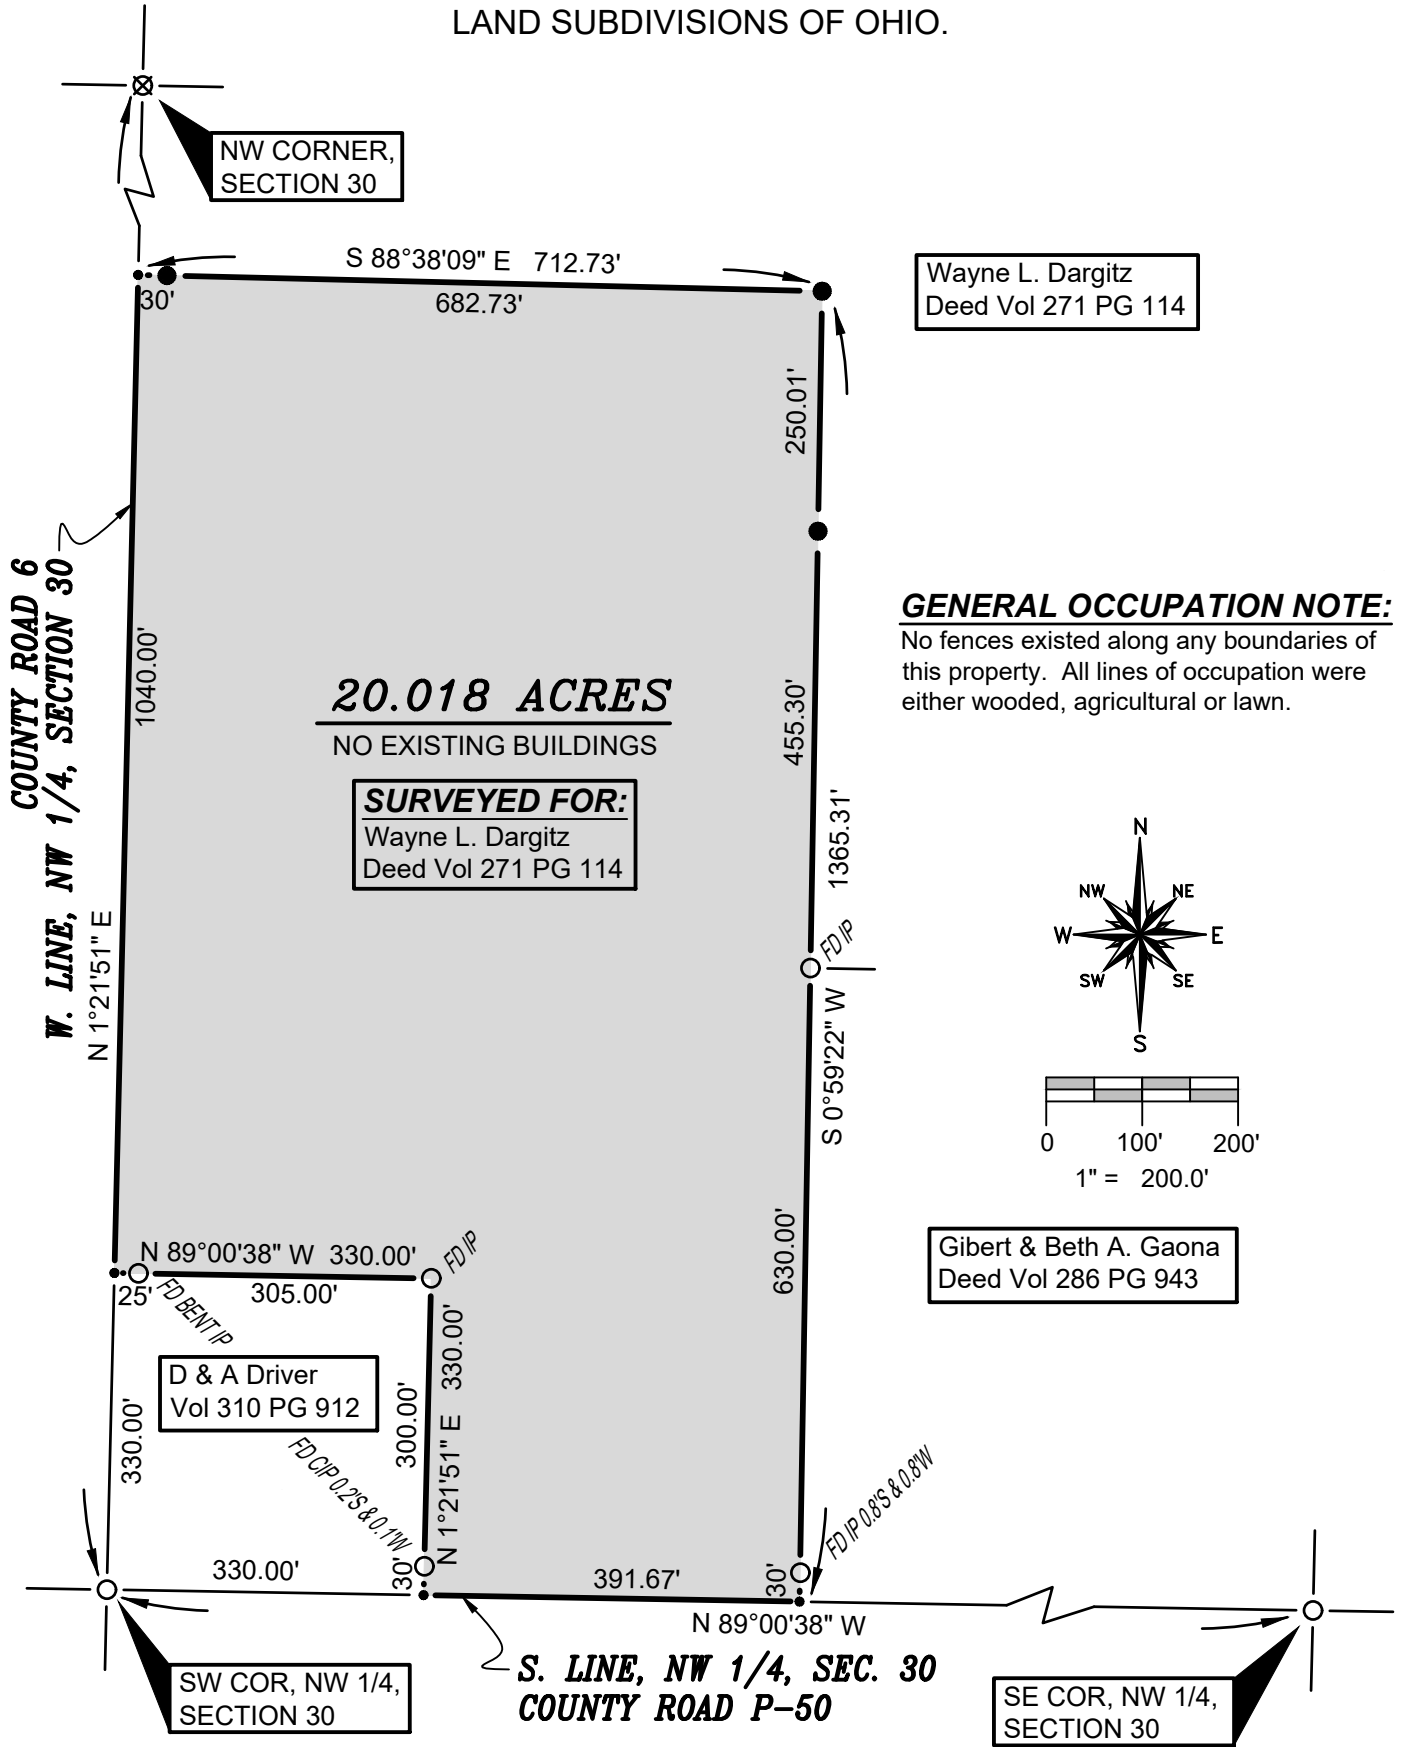 LAND SUBDIVISIONS OF OHIO.
NW CORNER,
SECTION 30
S 88°38'09" E 712.73'
30'
682.73'
Wayne L. Dargitz
Deed Vol 271 PG 114
250.01'
COUNTY ROAD 6
W. LINE, NW 1/4, SECTION 30
N 1°21'51" E
1040.00'
20.018 ACRES
NO EXISTING BUILDINGS
SURVEYED FOR:
Wayne L. Dargitz
Deed Vol 271 PG 114
455.30'
1365.31'
FD IP
S 0°59'22" W
630.00'
GENERAL OCCUPATION NOTE:
No fences existed along any boundaries of
this property. All lines of occupation were
either wooded, agricultural or lawn.
N
NW NE
W E
SW SE
S
0 100' 200'
1" = 200.0'
Gibert & Beth A. Gaona
Deed Vol 286 PG 943
N 89°00'38" W 330.00'
25'
305.00'
FD IP
FD BENT IP
D & A Driver
Vol 310 PG 912
330.00'
300.00'
N 1°21'51" E 330.00'
FD CIP 0.2'S & 0.1'W
FD IP 0.8'S & 0.8'W
330.00'
30'
391.67'
30'
N 89°00'38" W
S. LINE, NW 1/4, SEC. 30
COUNTY ROAD P-50
SW COR, NW 1/4,
SECTION 30
SE COR, NW 1/4,
SECTION 30